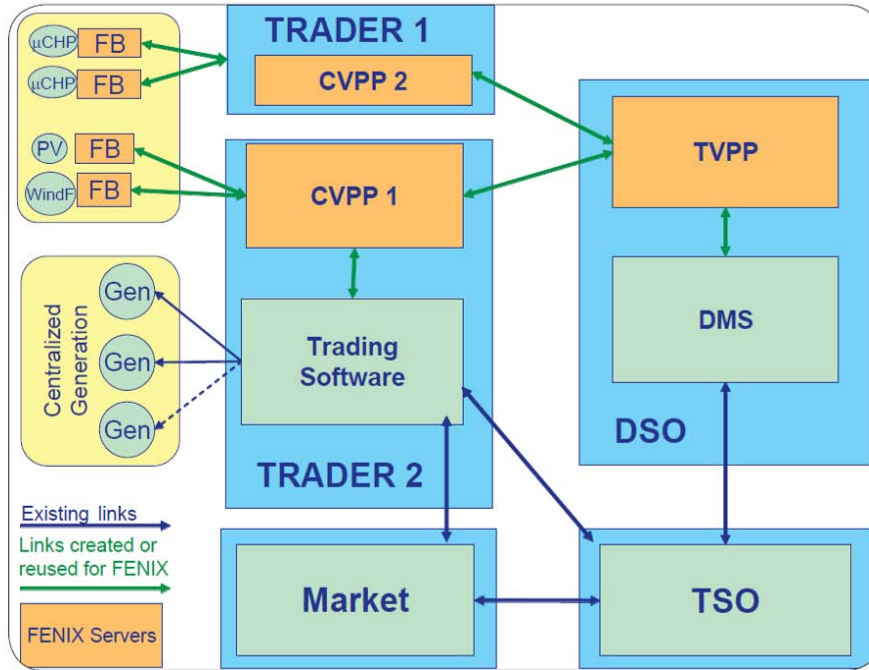 μCHP FB
μCHP FB
PV FB
WindF FB
TRADER 1
CVPP 2
CVPP 1
Trading
Software
TRADER 2
TVPP
DMS
DSO
Centralized
Generation
Gen
Gen
Gen
Existing links
Links created or
reused for FENIX
FENIX Servers
Market
TSO